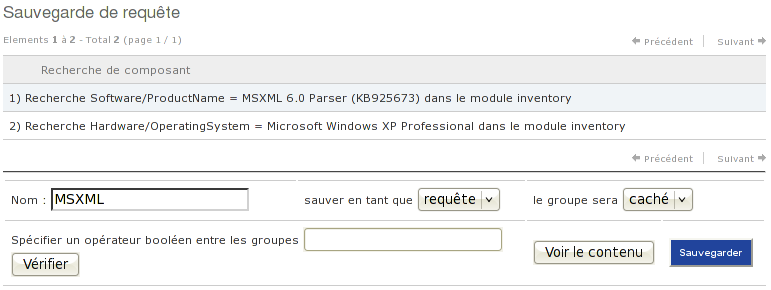 Sauvegarde de requête
Elements 1 à 2 - Total 2 (page 1 / 1)
Précédent | Suivant
Recherche de composant
1) Recherche Software/ProductName = MSXML 6.0 Parser (KB925673) dans le module inventory
2) Recherche Hardware/OperatingSystem = Microsoft Windows XP Professional dans le module inventory
Précédent | Suivant
Nom : MSXML sauver en tant que requête le groupe sera caché
Spécifier un opérateur booléen entre les groupes
Vérifier Voir le contenu Sauvegarder